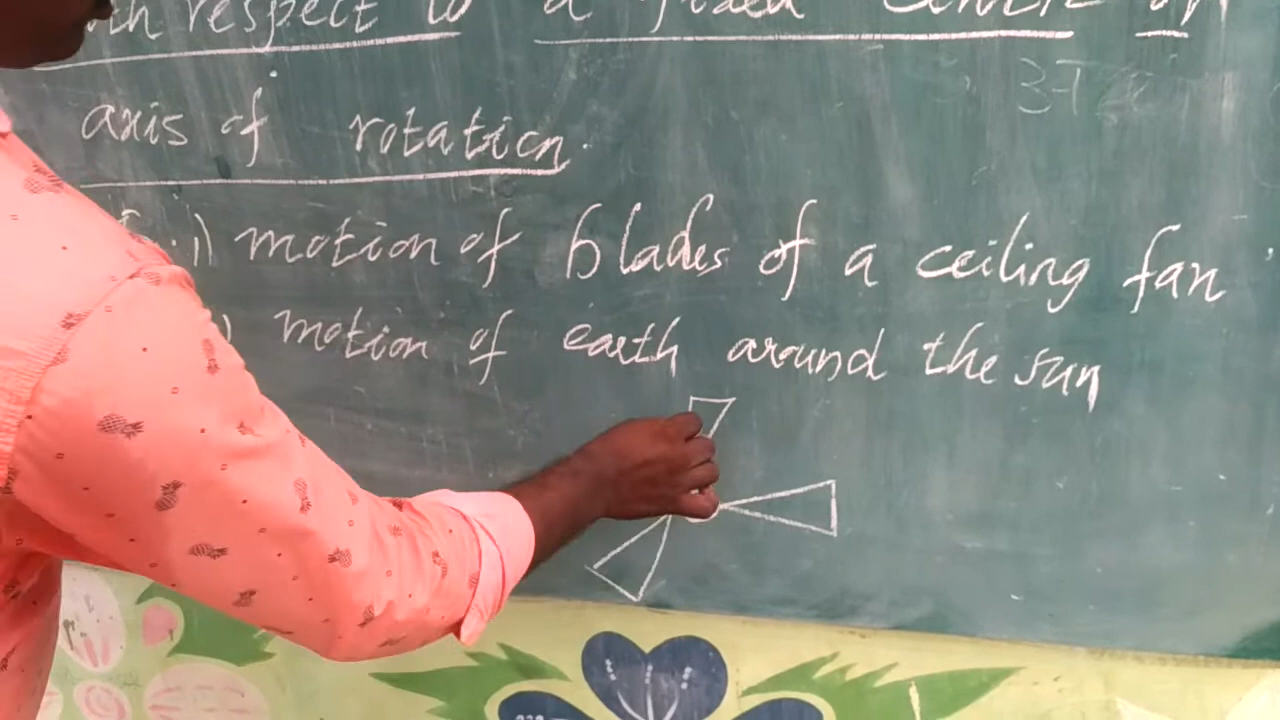 with respect to a fixed centre or
axis of rotation.
i) motion of blades of a ceiling fan
motion of earth around the sun